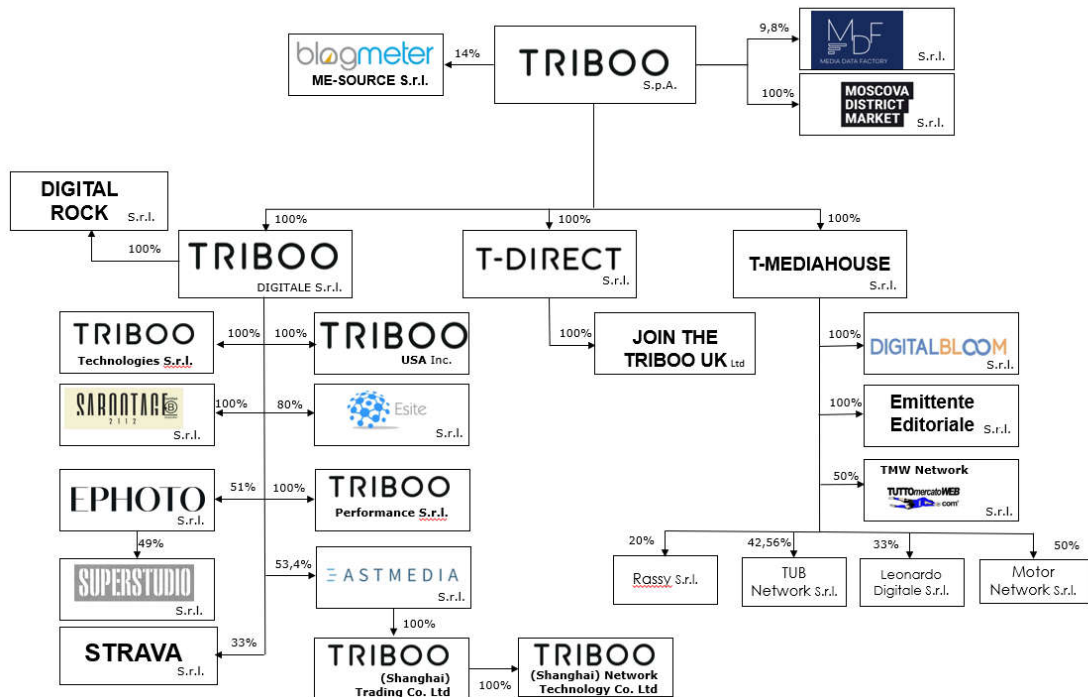 blogmeter
ME-SOURCE S.r.l.
14%
TRIBOO
S.p.A.
9,8%
MDF
MEDIA DATA FACTORY
S.r.l.
100%
MOSCOVA
DISTRICT
MARKET
S.r.l.
DIGITAL
ROCK S.r.l.
100%
100%
TRIBOO
DIGITALE S.r.l.
100%
T-DIRECT
S.r.l.
100%
T-MEDIAHOUSE
S.r.l.
TRIBOO
Technologies S.r.l.
100%
100%
TRIBOO
USA Inc.
100%
JOIN THE
TRIBOO UK Ltd
100%
DIGITALBLOOM
S.r.l.
SABOOTAGE
2112
S.r.l.
100%
80%
Esite
S.r.l.
100%
Emittente
Editoriale S.r.l.
EPHOTO
S.r.l.
51%
100%
TRIBOO
Performance S.r.l.
50%
TMW Network
TUTTOmercatoWEB
com
S.r.l.
49%
SUPERSTUDIO
S.r.l.
53,4%
EASTMEDIA
S.r.l.
20%
Rassy S.r.l.
42,56%
TUB
Network S.r.l.
33%
Leonardo
Digitale S.r.l.
50%
Motor
Network S.r.l.
STRAVA
S.r.l.
33%
100%
TRIBOO
(Shanghai)
Trading Co. Ltd
100%
TRIBOO
(Shanghai) Network
Technology Co. Ltd